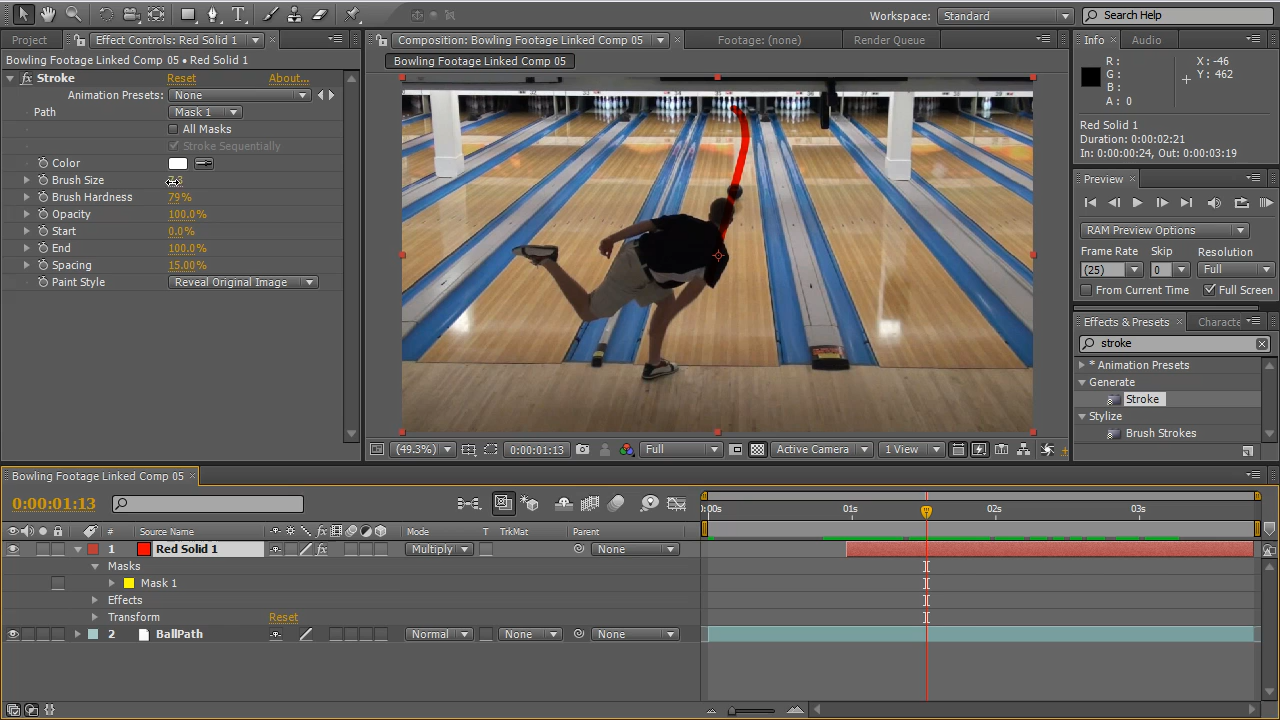 T
Workspace: Standard
Search Help
Project
Effect Controls: Red Solid 1
Composition: Bowling Footage Linked Comp 05
Footage: (none)
Render Queue
Info
Audio
Bowling Footage Linked Comp 05 • Red Solid 1
Bowling Footage Linked Comp 05
fx Stroke Reset About...
Animation Presets: None
Path Mask 1
All Masks
Stroke Sequentially
Color
Brush Size
Brush Hardness 79%
Opacity 100.0%
Start 0.0%
End 100.0%
Spacing 15.00%
Paint Style Reveal Original Image
R : X : -46
G : Y : 462
B :
A : 0
Red Solid 1
Duration: 0:00:02:21
In: 0:00:00:24, Out: 0:00:03:19
Preview
RAM Preview Options
Frame Rate Skip Resolution
(25) 0 Full
From Current Time Full Screen
Effects & Presets
stroke
* Animation Presets
Generate
Stroke
Stylize
Brush Strokes
(49.3%) 0:00:01:13 Full Active Camera 1 View
Bowling Footage Linked Comp 05
0:00:01:13
# Source Name fx Mode T TrkMat Parent
1 Red Solid 1 fx Multiply None
Masks
Mask 1
Effects
Transform Reset
2 BallPath Normal None None
:00s 01s 02s 03s